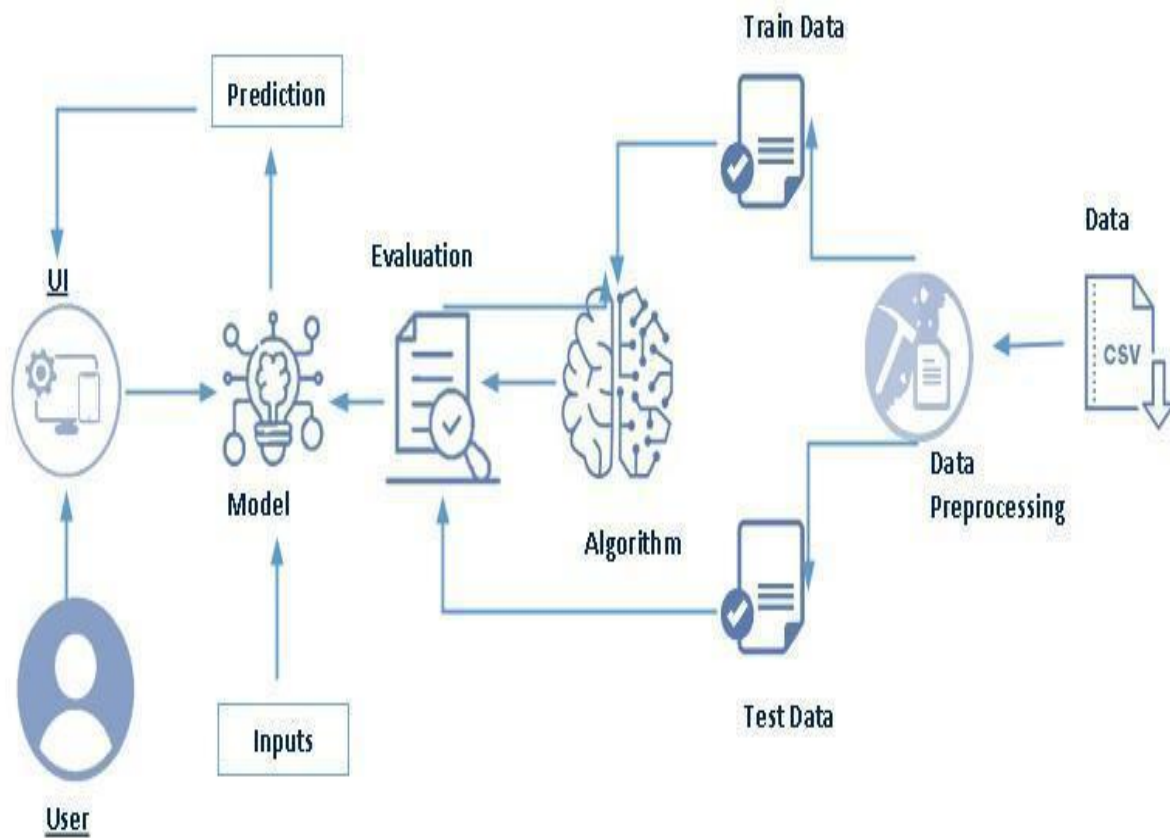 Train Data
Prediction
Data
Evaluation
UI
CSV
Data
Preprocessing
Model
Algorithm
Test Data
Inputs
User